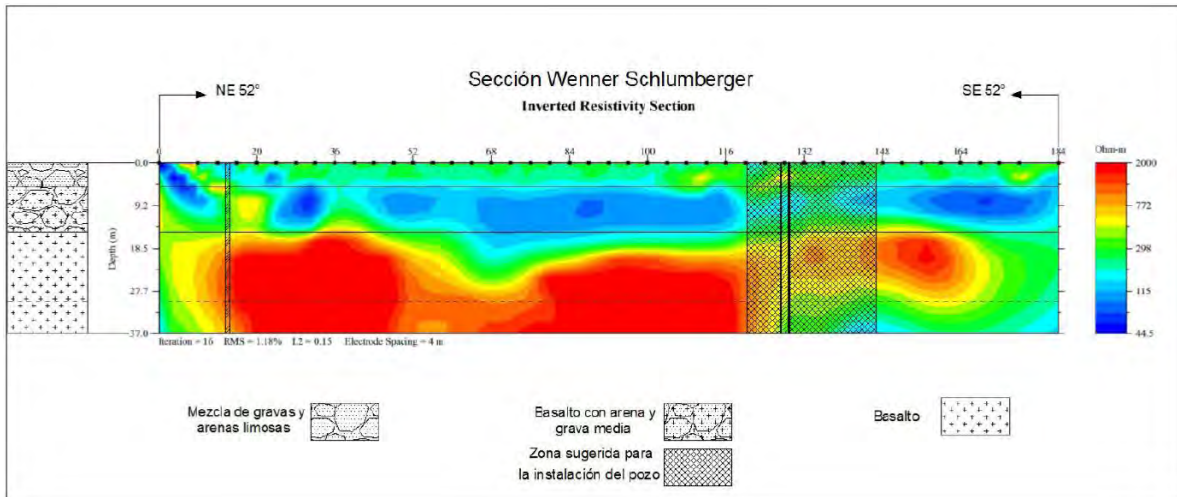 Sección Wenner Schlumberger
NE 52°
SE 52°
Inverted Resistivity Section
0 20 36 52 68 84 100 116 132 148 164 184
Ohm-m
0.0
9.2
18.5
27.7
37.0
Depth (m)
2000
772
298
115
44.5
Iteration = 16 RMS = 1.18% L2 = 0.15 Electrode Spacing = 4 m
Mezcla de gravas y
arenas limosas
Basalto con arena y
grava media
Basalto
Zona sugerida para
la instalación del pozo